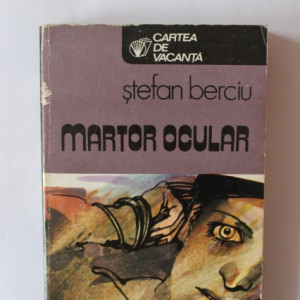 CARTEA
DE
VACANȚĂ
ștefan berciu
MARTOR OCULAR